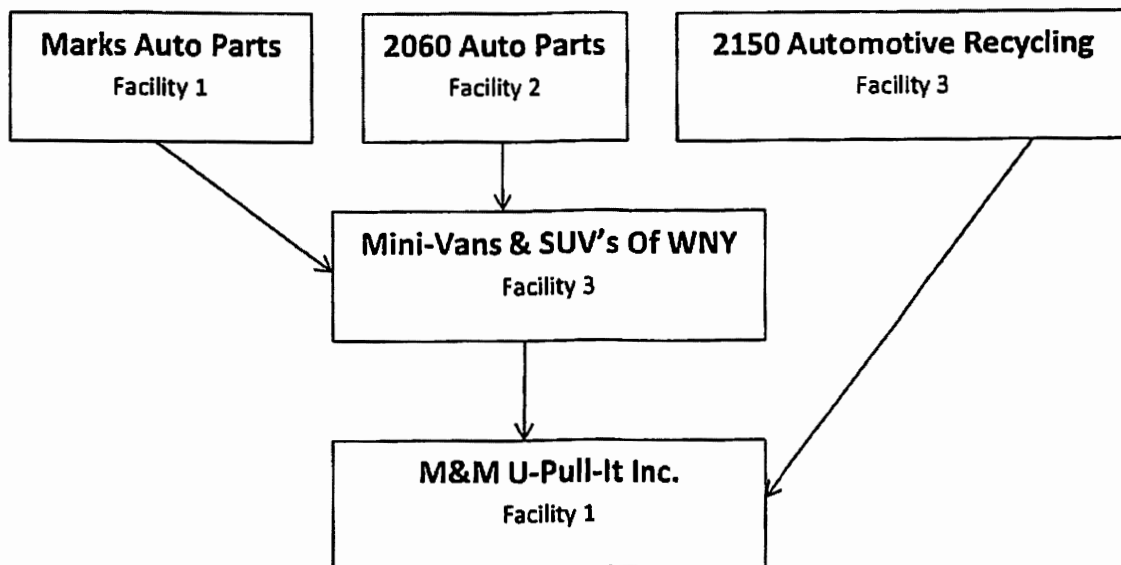 Marks Auto Parts
Facility 1
2060 Auto Parts
Facility 2
2150 Automotive Recycling
Facility 3
Mini-Vans & SUV's Of WNY
Facility 3
M&M U-Pull-It Inc.
Facility 1